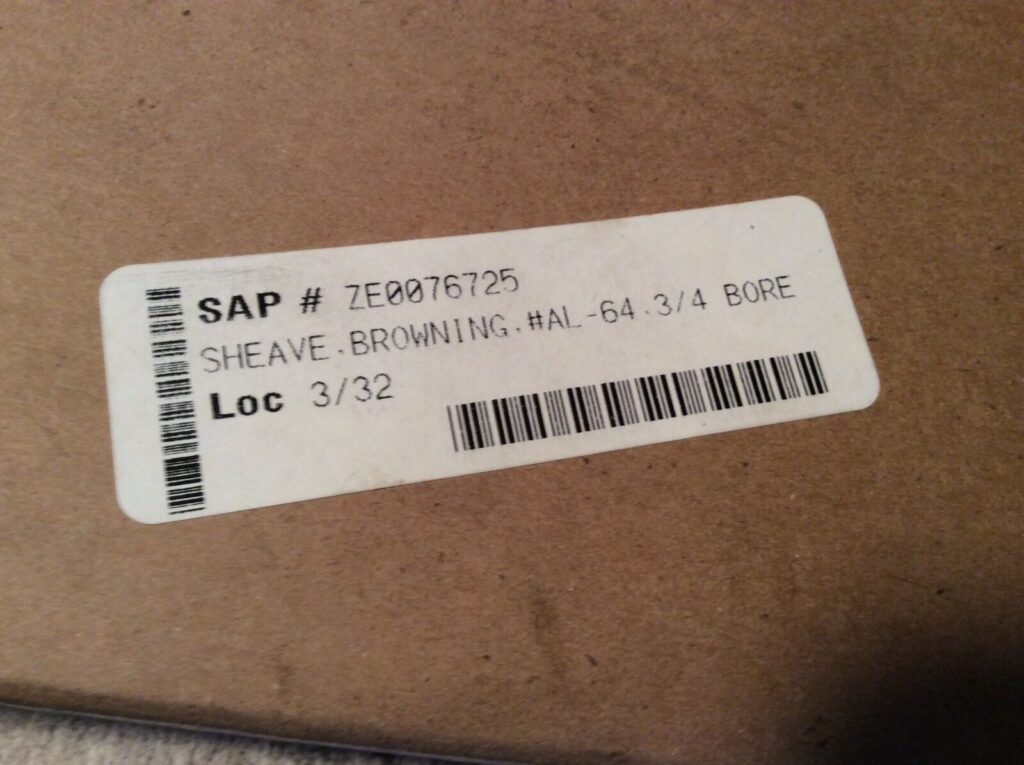 SAP # ZE0076725
SHEAVE,BROWNING,#AL-64,3/4 BORE
Loc 3/32